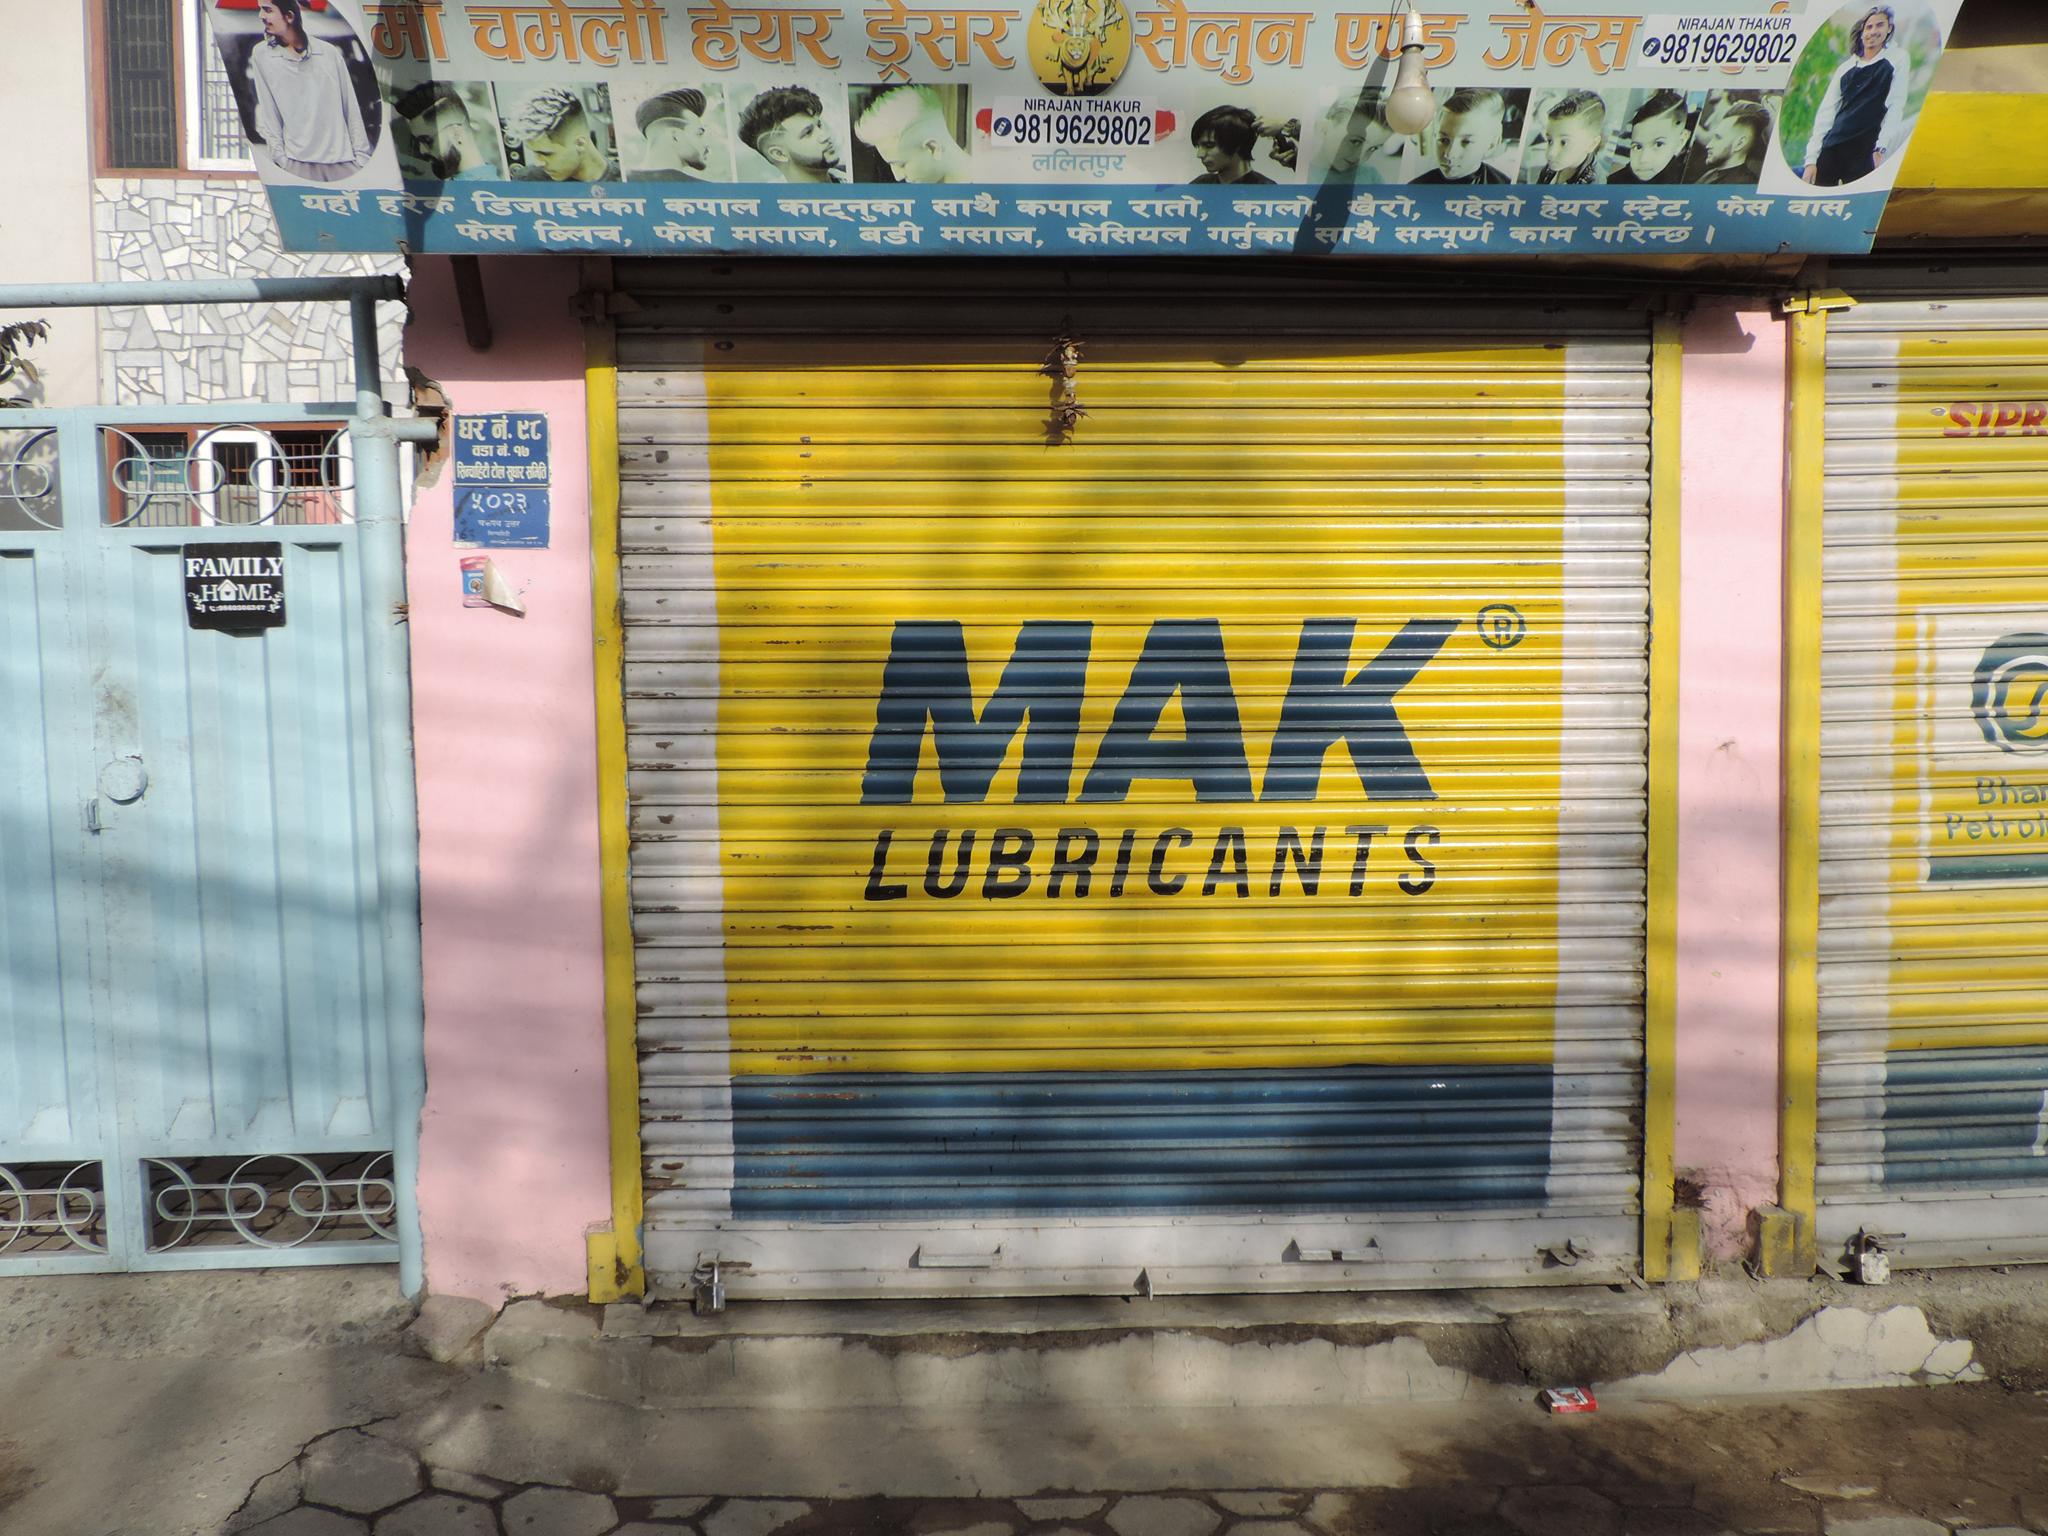 माँ चमेली हेयर ड्रेसर सैलुन एण्ड जेन्स
NIRAJAN THAKUR
9819629802
NIRAJAN THAKUR
9819629802
ललितपुर
यहाँ हरेक डिजाइनका कपाल काट्नुका साथै कपाल रातो, कालो, खैरो, पहेलो हेयर स्ट्रेट, फेस वास,
फेस ब्लिच, फेस मसाज, बडी मसाज, फेसियल गर्नुका साथै सम्पूर्ण काम गरिन्छ ।
घर नं. ९८
वडा नं. १७
सिन्चाहिटी टोल सुधार समिति
५०२३
FAMILY
HOME
MAK ®
LUBRICANTS
SIPR
Bhar
Petrol